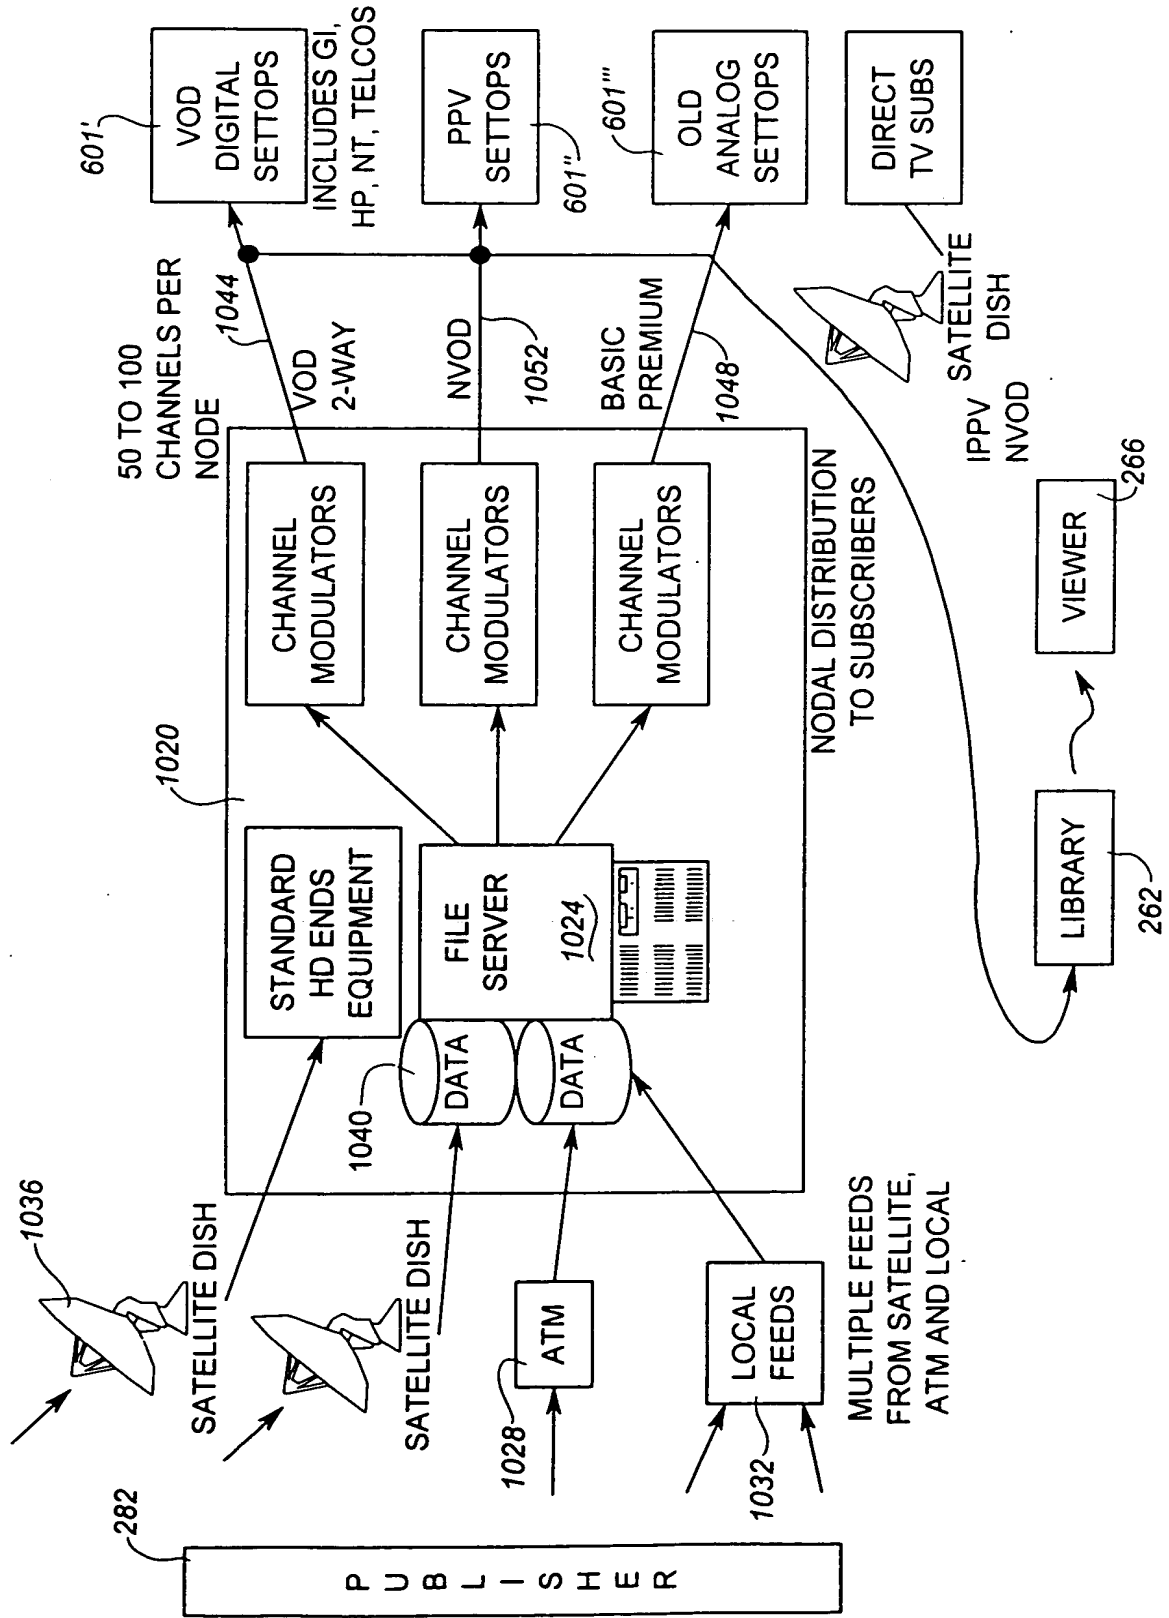 282
PUBLISHER
1036
SATELLITE DISH
SATELLITE DISH
1028
ATM
1032
LOCAL
FEEDS
MULTIPLE FEEDS
FROM SATELLITE,
ATM AND LOCAL
1020
STANDARD
HD ENDS
EQUIPMENT
1040
DATA
DATA
FILE
SERVER
1024
CHANNEL
MODULATORS
CHANNEL
MODULATORS
CHANNEL
MODULATORS
NODAL DISTRIBUTION
TO SUBSCRIBERS
50 TO 100
CHANNELS PER
NODE
1044
VOD
2-WAY
NVOD
1052
BASIC
PREMIUM
1048
601'
VOD
DIGITAL
SETTOPS
INCLUDES GI,
HP, NT, TELCOS
PPV
SETTOPS
601"
601'"
OLD
ANALOG
SETTOPS
DIRECT
TV SUBS
SATELLITE
DISH
IPPV
NVOD
LIBRARY
262
VIEWER
266